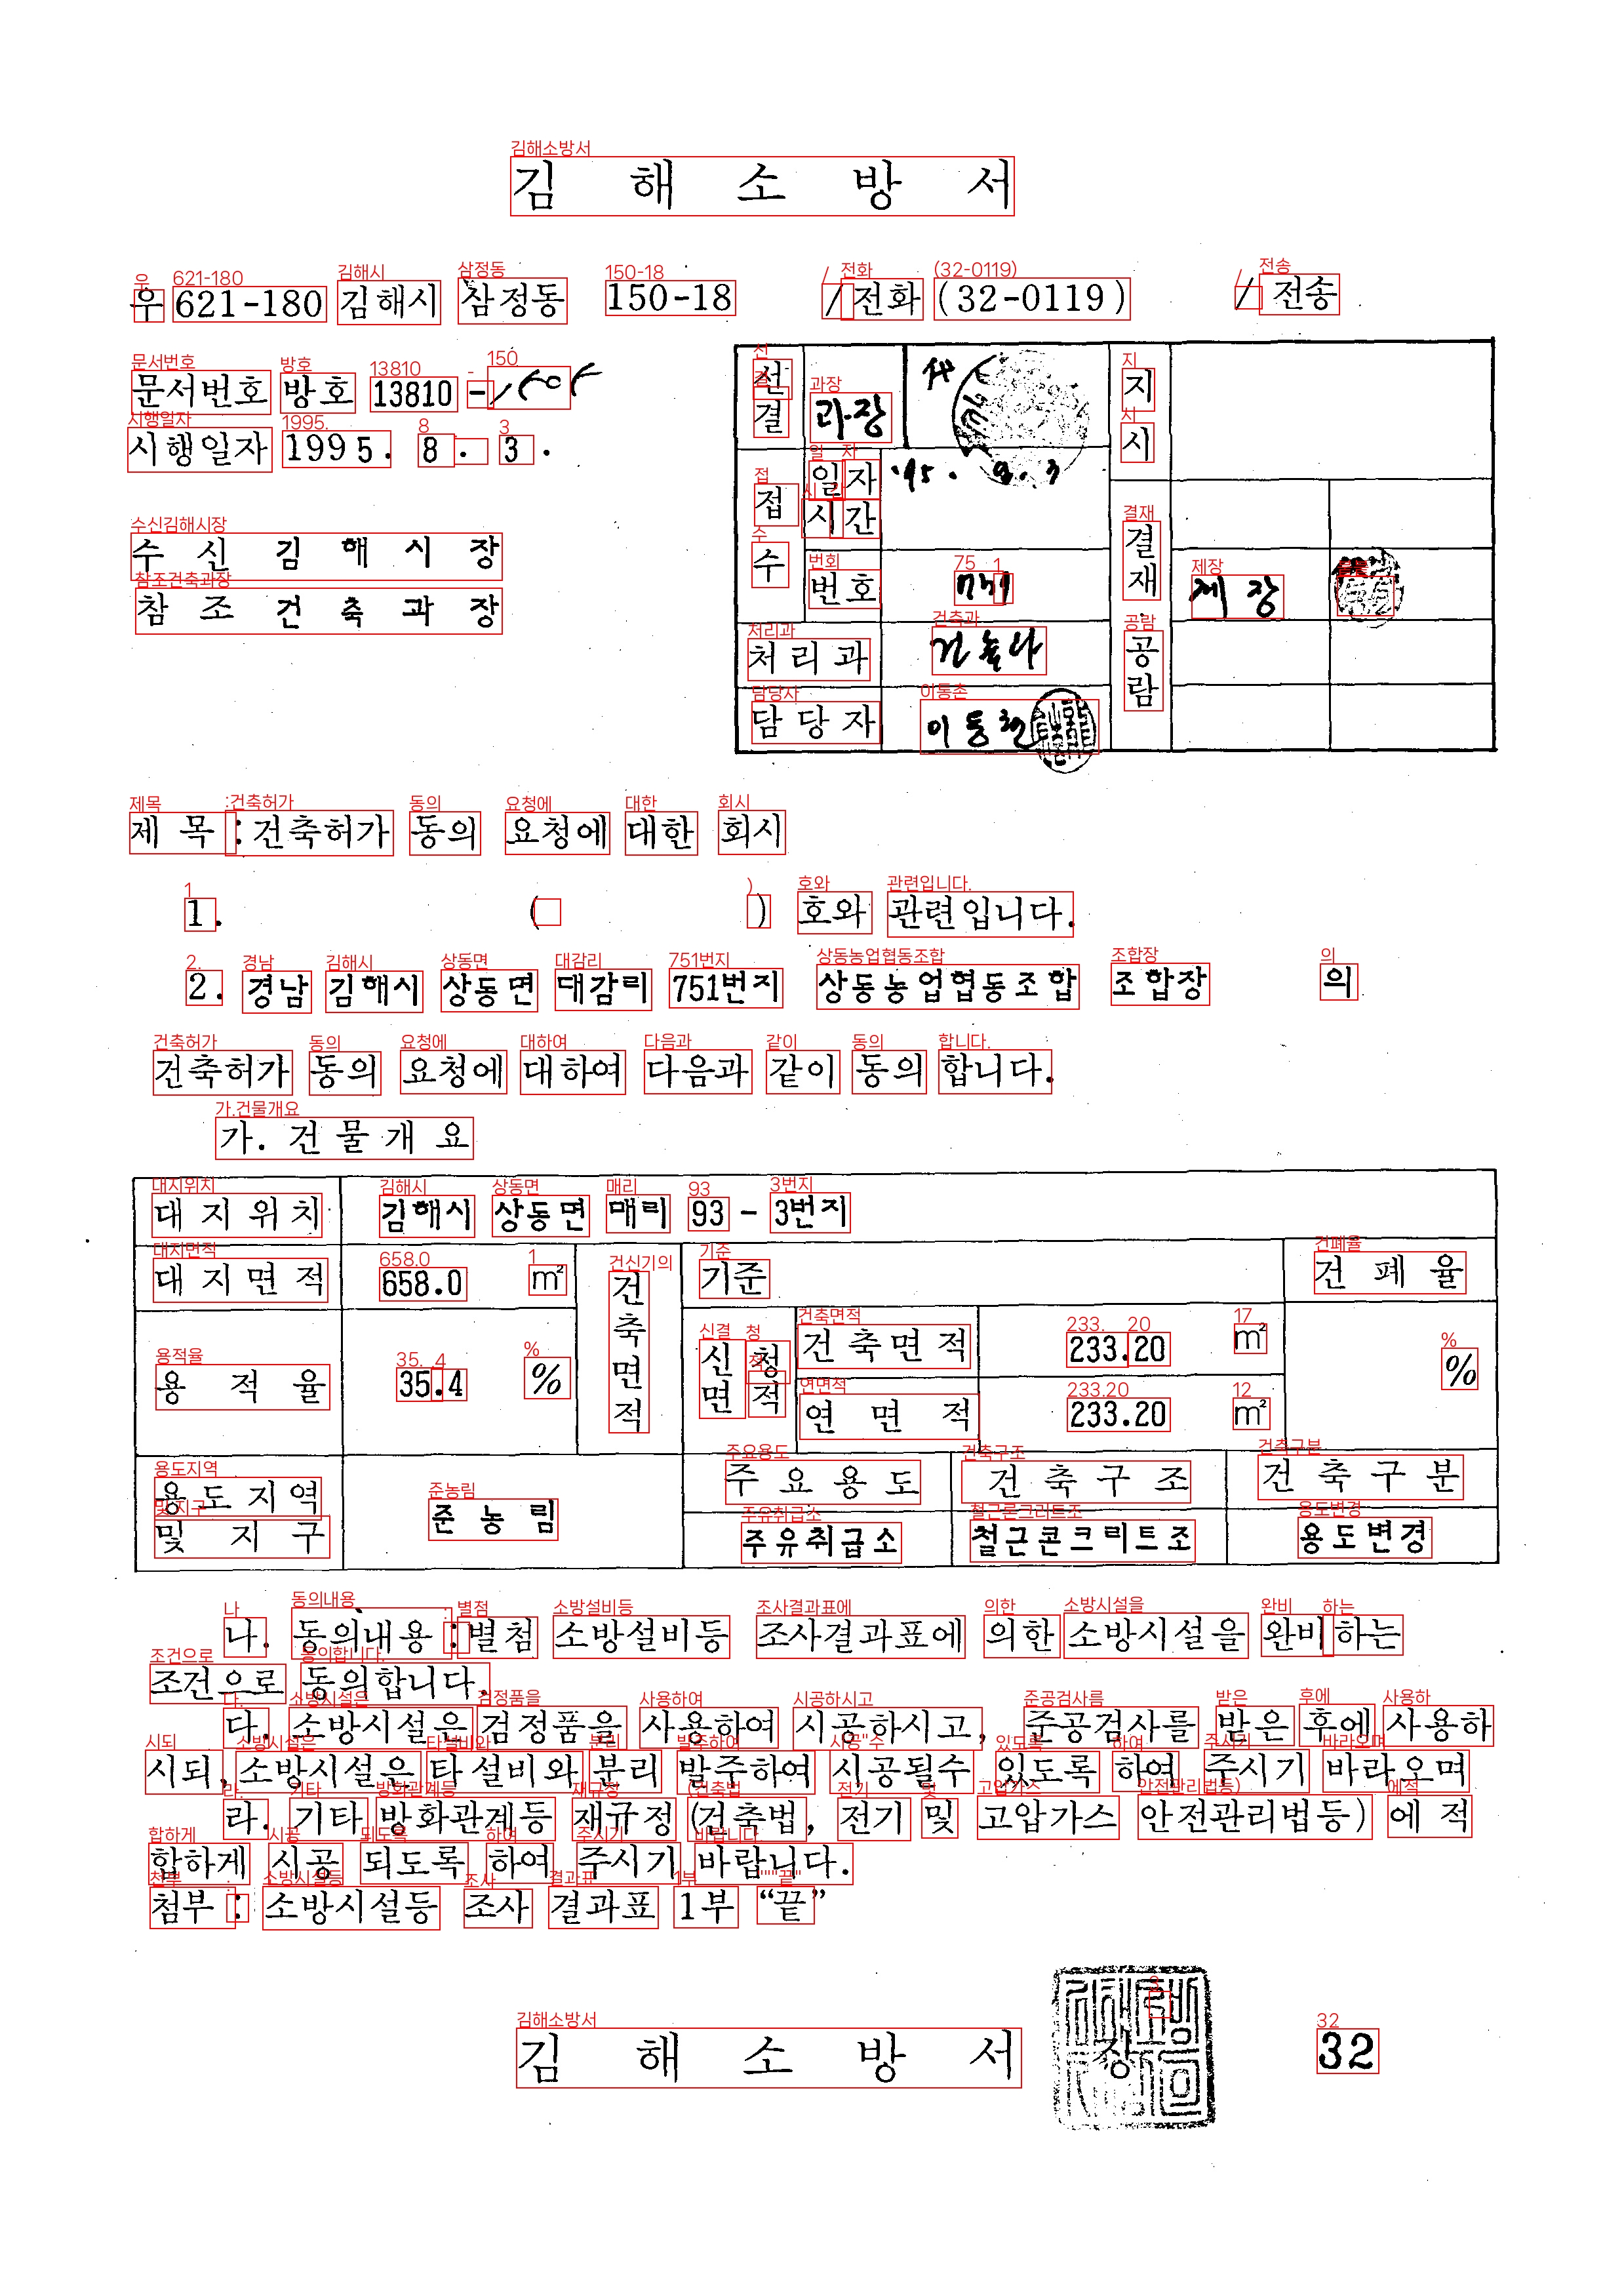 김 해 소 방 서
우 621-180 김해시 삼정동 150-18 / 전화 (32-0119) / 전송
문서번호 방호 13810 -
시행일자 1995. 8. 3.
수 신 김 해 시 장
참 조 건 축 과 장
선결 과장 지시
접수 일자 '95. 8. 3
시간 결재
번호 제장
처리과 건축과 공람
담당자 이동
제 목 : 건축허가 동의 요청에 대한 회시
1. ( ) 호와 관련입니다.
2. 경남 김해시 상동면 대감리 751번지 상동농업협동조합 조합장 의
건축허가 동의 요청에 대하여 다음과 같이 동의 합니다.
가. 건 물 개 요
대 지 위 치 김해시 상동면 매리 93 - 3번지
대 지 면 적 658.0 m² 건축면적 기준 건 폐 율
용 적 율 35.4 % 신청면적 건 축 면 적 233.20 m² %
연 면 적 233.20 m²
용 도 지 역 및 지 구 준 농 림 주 요 용 도 건 축 구 조 건 축 구 분
주유취급소 철근콘크리트조 용도변경
나. 동의내용 : 별첨 소방설비등 조사결과표에 의한 소방시설을 완비하는
조건으로 동의합니다.
다. 소방시설은 검정품을 사용하여 시공하시고, 준공검사를 받은 후에 사용하
시되, 소방시설은 타설비와 분리 발주하여 시공될수 있도록 하여 주시기 바라오며
라. 기타 방화관계등 재규정 (건축법, 전기 및 고압가스 안전관리법등) 에 적
합하게 시공 되도록 하여 주시기 바랍니다.
첨부 : 소방시설등 조사 결과표 1부 “끝”
김 해 소 방 서 장
32